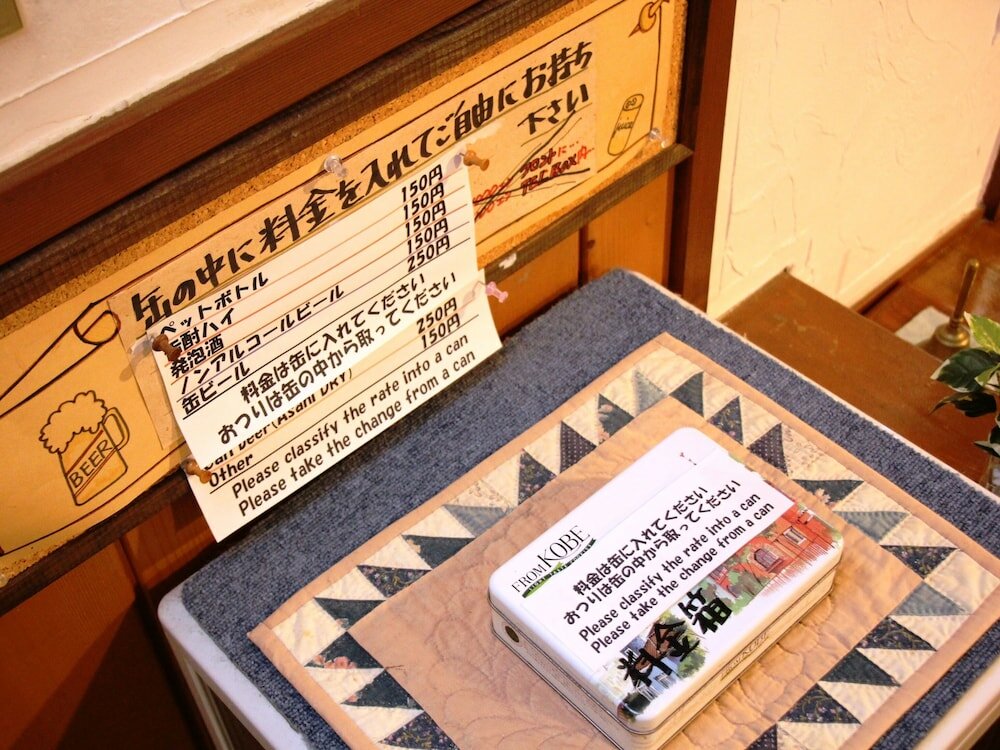 缶の中に料金を入れてご自由にお持ち
下さい
フロントに…
BEER
ペットボトル 150円
缶酎ハイ 150円
発泡酒 150円
ノンアルコールビール 150円
缶ビール 250円
料金は缶に入れてください
おつりは缶の中から取ってください
Can beer(Asahi DRY) 250円
Other 150円
Please classify the rate into a can
Please take the change from a can
FROM KOBE
料金は缶に入れてください
おつりは缶の中から取ってください
Please classify the rate into a can
Please take the change from a can
料金箱